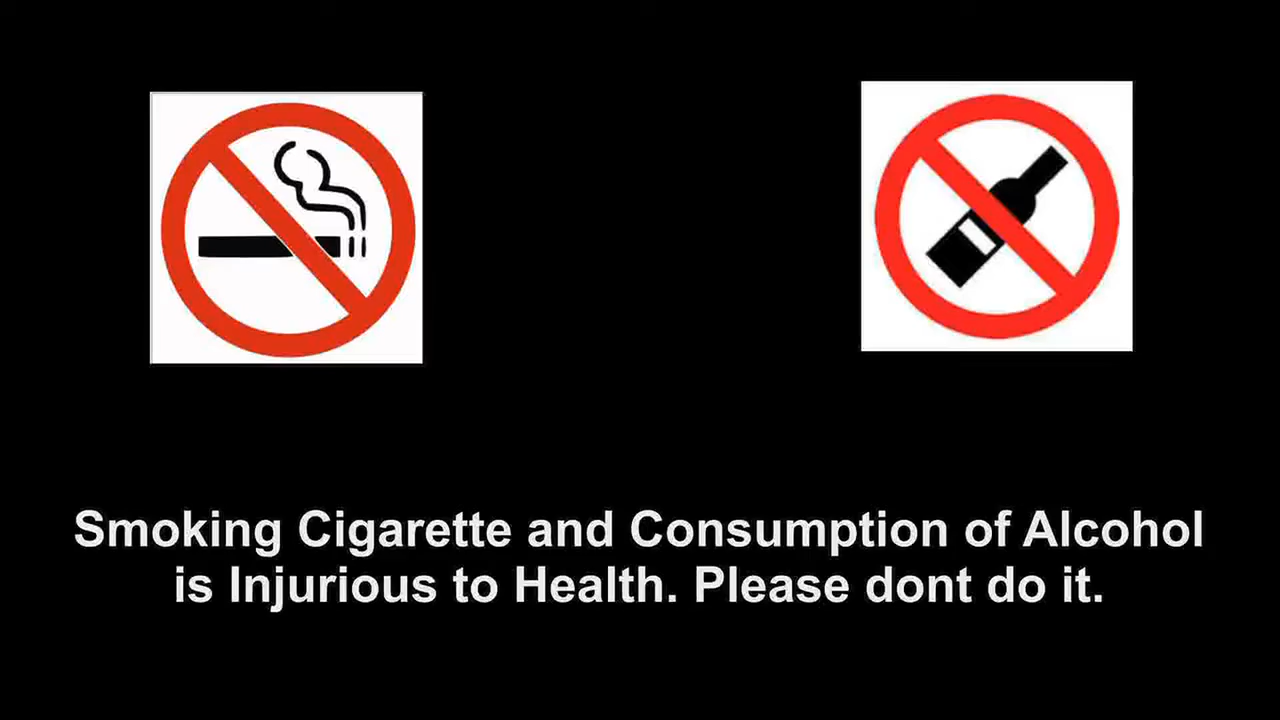 Smoking Cigarette and Consumption of Alcohol
is Injurious to Health. Please dont do it.